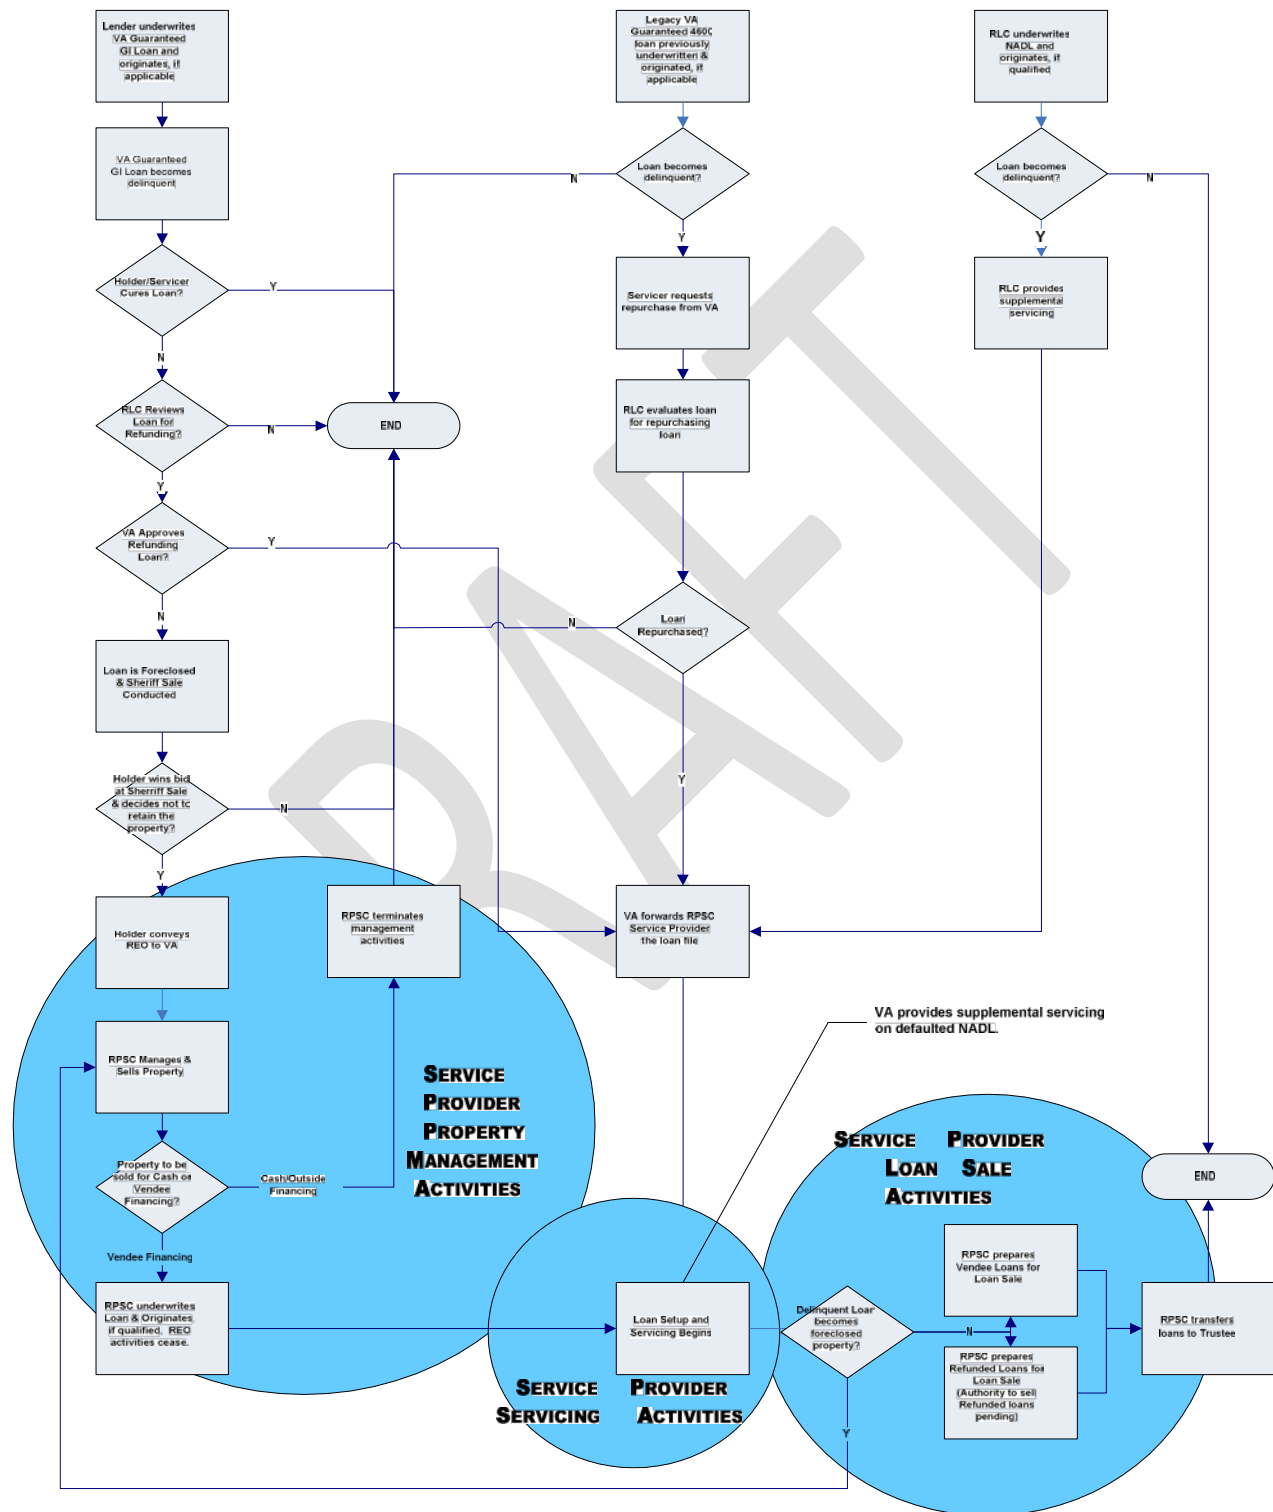 Lender underwrites
VA Guaranteed
GI Loan and
originates, if
applicable
Legacy VA
Guaranteed 4600
loan previously
underwritten &
originated, if
applicable
RLC underwrites
NADL and
originates, if
qualified
VA Guaranteed
GI Loan becomes
delinquent
Loan becomes
delinquent?
N
Y
Loan becomes
delinquent?
N
Y
Holder/Servicer
Cures Loan?
Y
N
Servicer requests
repurchase from VA
RLC provides
supplemental
servicing
RLC Reviews
Loan for
Refunding?
N
Y
END
RLC evaluates loan
for repurchasing
loan
VA Approves
Refunding
Loan?
Y
N
Loan
Repurchased?
N
Y
Loan is Foreclosed
& Sheriff Sale
Conducted
Holder wins bid
at Sherriff Sale
& decides not to
retain the
property?
N
Y
Holder conveys
REO to VA
RPSC terminates
management
activities
VA forwards RPSC
Service Provider
the loan file
VA provides supplemental servicing
on defaulted NADL.
RPSC Manages &
Sells Property
SERVICE
PROVIDER
PROPERTY
MANAGEMENT
ACTIVITIES
Property to be
sold for Cash or
Vendee
Financing?
Cash/Outside
Financing
Vendee Financing
SERVICE PROVIDER
LOAN SALE
ACTIVITIES
END
RPSC underwrites
Loan & Originates,
if qualified, REO
activities cease.
Loan Setup and
Servicing Begins
SERVICE PROVIDER
SERVICING ACTIVITIES
Delinquent Loan
becomes
foreclosed
property?
N
Y
RPSC prepares
Vendee Loans for
Loan Sale
RPSC prepares
Refunded Loans for
Loan Sale
(Authority to sell
Refunded loans
pending)
RPSC transfers
loans to Trustee
DRAFT